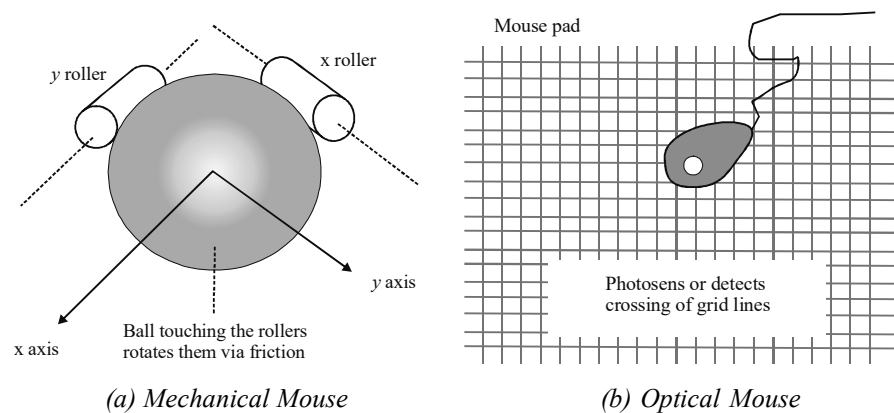 y roller
x roller
x axis
y axis
Ball touching the rollers
rotates them via friction
(a) Mechanical Mouse
Mouse pad
Photosens or detects
crossing of grid lines
(b) Optical Mouse